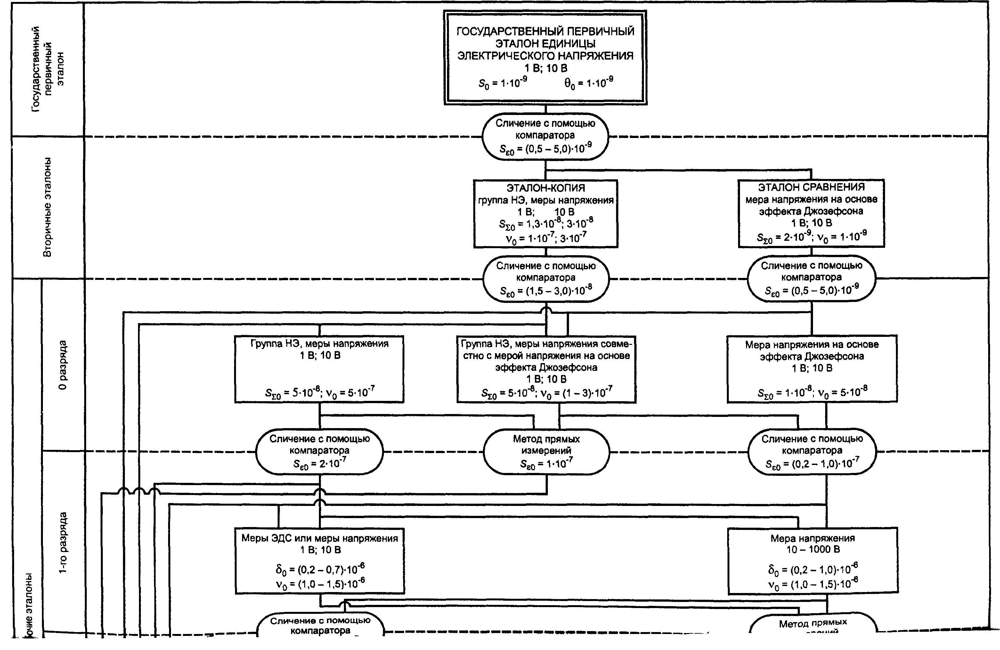 Государственный
первичный
эталон
ГОСУДАРСТВЕННЫЙ ПЕРВИЧНЫЙ
ЭТАЛОН ЕДИНИЦЫ
ЭЛЕКТРИЧЕСКОГО НАПРЯЖЕНИЯ
1 В; 10 В
S₀ = 1·10⁻⁹ θ₀ = 1·10⁻⁹
Сличение с помощью
компаратора
Sε₀ = (0,5 – 5,0)·10⁻⁹
Вторичные эталоны
ЭТАЛОН-КОПИЯ
группа НЭ, меры напряжения
1 В; 10 В
S_Σ0 = 1,3·10⁻⁸; 3·10⁻⁸
ν₀ = 1·10⁻⁷; 3·10⁻⁷
ЭТАЛОН СРАВНЕНИЯ
мера напряжения на основе
эффекта Джозефсона
1 В; 10 В
S_Σ0 = 2·10⁻⁹; ν₀ = 1·10⁻⁹
Сличение с помощью
компаратора
Sε₀ = (1,5 – 3,0)·10⁻⁸
Сличение с помощью
компаратора
Sε₀ = (0,5 – 5,0)·10⁻⁹
0 разряда
Группа НЭ, меры напряжения
1 В; 10 В
S_Σ0 = 5·10⁻⁸; ν₀ = 5·10⁻⁷
Группа НЭ, меры напряжения совме-
стно с мерой напряжения на основе
эффекта Джозефсона
1 В; 10 В
S_Σ0 = 5·10⁻⁸; ν₀ = (1 – 3)·10⁻⁷
Мера напряжения на основе
эффекта Джозефсона
1 В; 10 В
S_Σ0 = 1·10⁻⁸; ν₀ = 5·10⁻⁸
Сличение с помощью
компаратора
Sε₀ = 2·10⁻⁷
Метод прямых
измерений
Sε₀ = 1·10⁻⁷
Сличение с помощью
компаратора
Sε₀ = (0,2 – 1,0)·10⁻⁷
1-го разряда
Меры ЭДС или меры напряжения
1 В; 10 В
δ₀ = (0,2 – 0,7)·10⁻⁶
ν₀ = (1,0 – 1,5)·10⁻⁶
Мера напряжения
10 – 1000 В
δ₀ = (0,2 – 1,0)·10⁻⁶
ν₀ = (1,0 – 1,5)·10⁻⁶
эталоны
Сличение с помощью
компаратора
Метод прямых